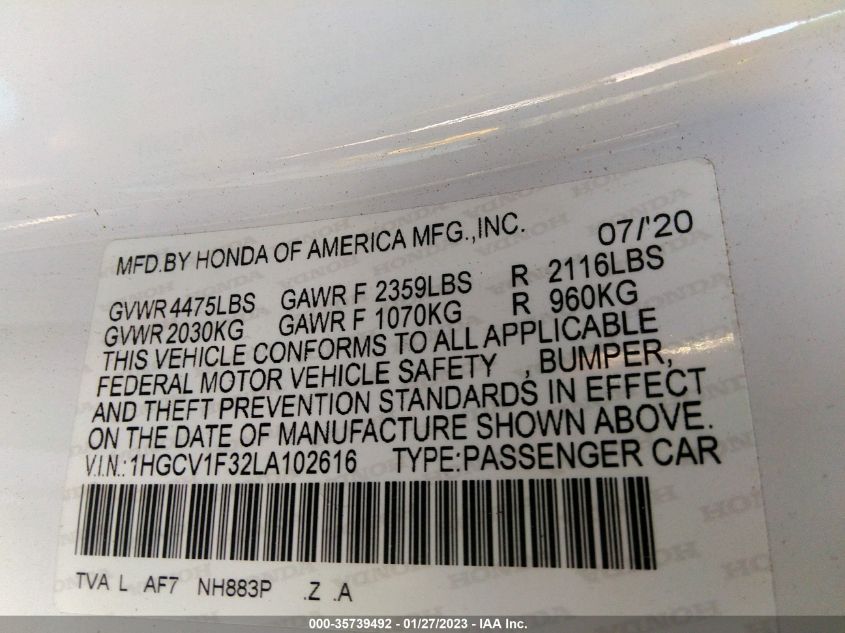 MFD.BY HONDA OF AMERICA MFG.,INC. 07/'20
GVWR 4475LBS GAWR F 2359LBS R 2116LBS
GVWR 2030KG GAWR F 1070KG R 960KG
THIS VEHICLE CONFORMS TO ALL APPLICABLE
FEDERAL MOTOR VEHICLE SAFETY , BUMPER,
AND THEFT PREVENTION STANDARDS IN EFFECT
ON THE DATE OF MANUFACTURE SHOWN ABOVE.
V.I.N.:1HGCV1F32LA102616 TYPE:PASSENGER CAR
TVA L AF7 NH883P .Z .A
000-35739492 — 01/27/2023 — IAA Inc.